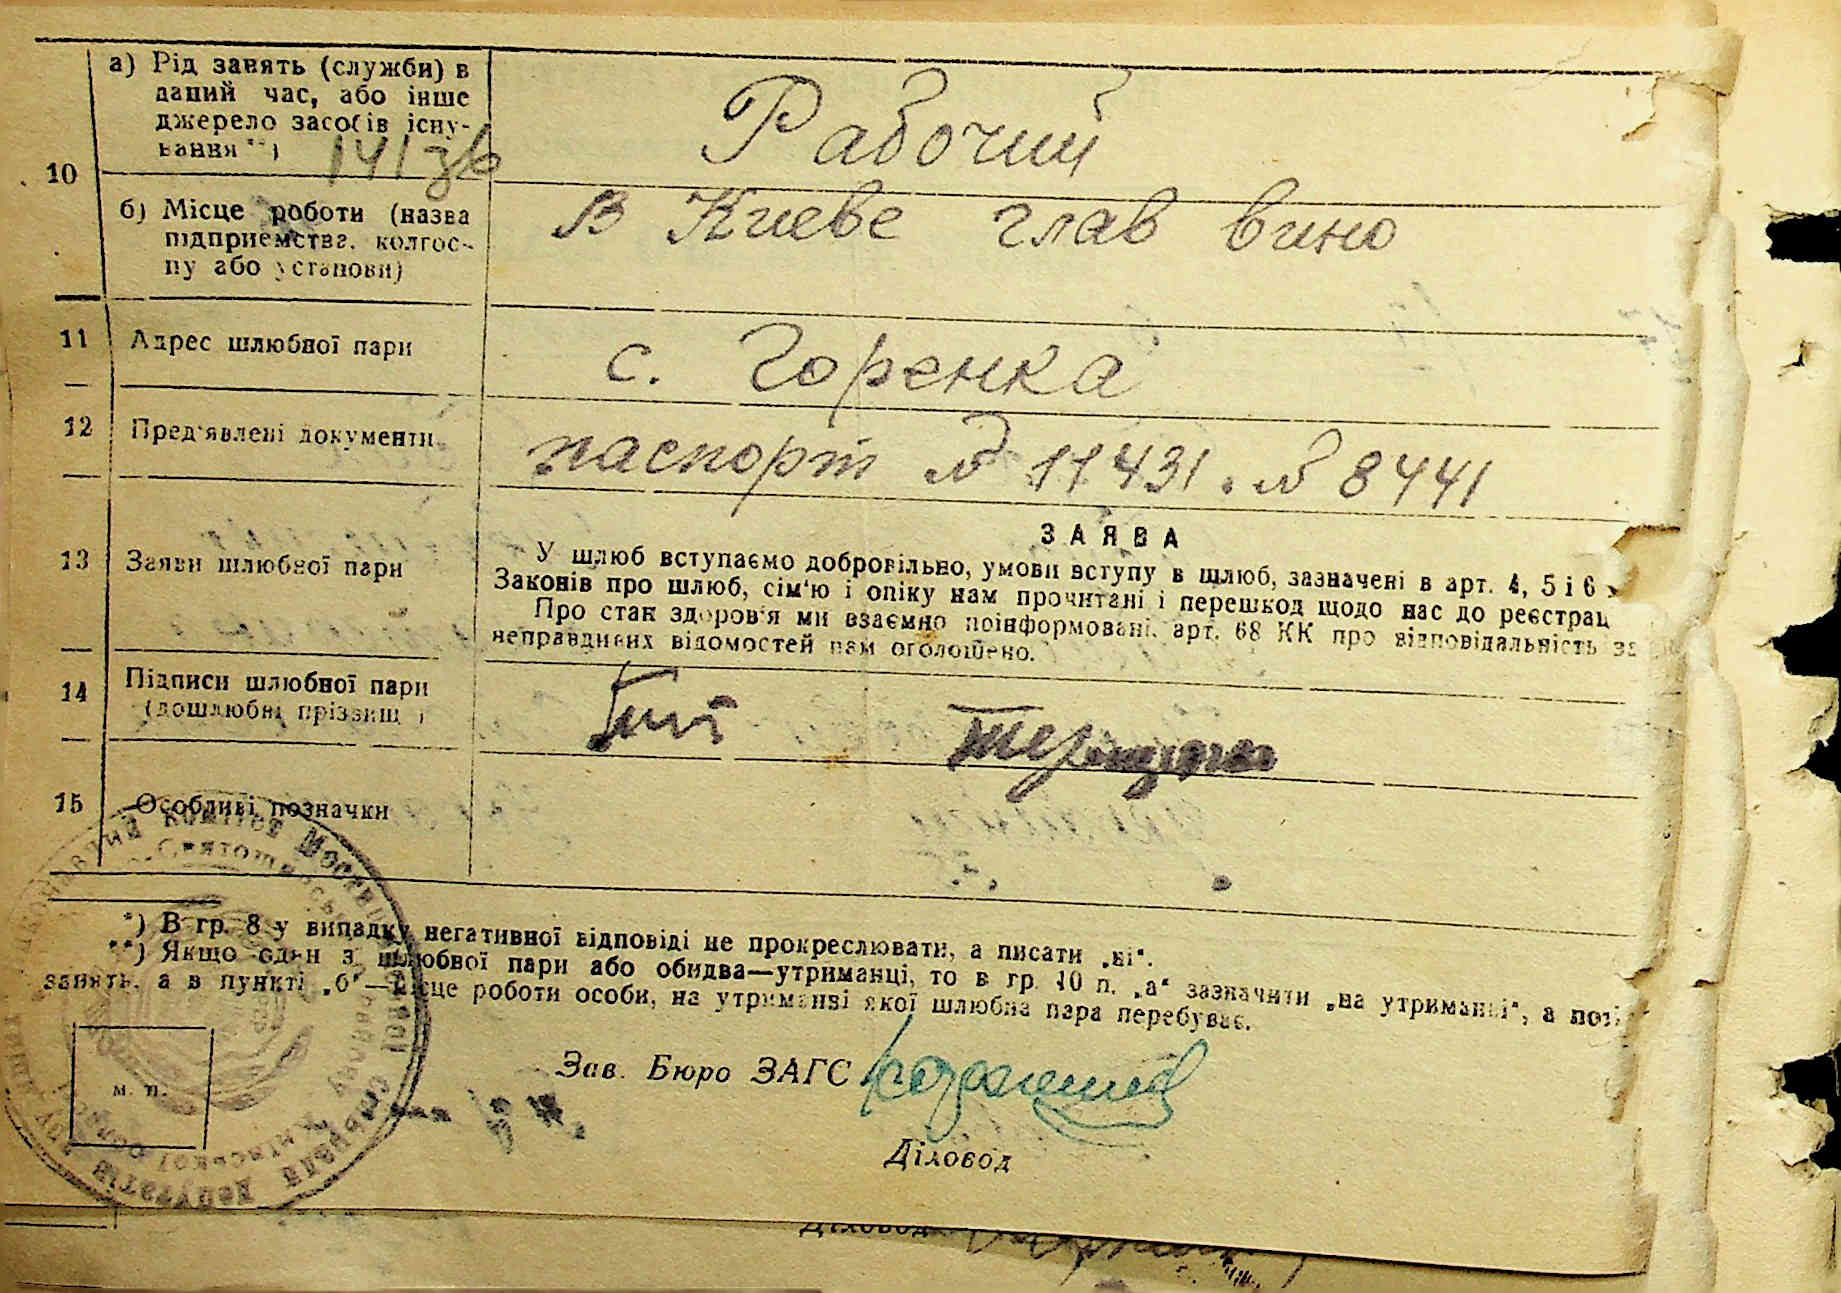 10
а) Рід занять (служби) в
даний час, або інше
джерело засобів існу-
вання**)
Рабочий
б) Місце роботи (назва
підприємства, колгос-
пу або установи)
В Киеве глав вино
11 Адрес шлюбної пари
с. Горенка
12 Пред'явлені документи
паспорт № 11431. № 8441
13 Заяви шлюбної пари
ЗАЯВА
У шлюб вступаємо добровільно, умови вступу в шлюб, зазначені в арт. 4, 5 і 6
Законів про шлюб, сім'ю і опіку нам прочитані і перешкод щодо нас до реєстрац
Про стан здоров'я ми взаємно поінформовані, арт. 68 КК про відповідальність за
неправдивих відомостей нам оголошено.
14 Підписи шлюбної пари
(дошлюбні прізвищ )
15 Особливі позначки
*) В гр. 8 у випадку негативної відповіді не прокреслювати, а писати „ні“.
**) Якщо один з шлюбної пари або обидва—утриманці, то в гр. 10 п. „а“ зазначити „на утриманні“, а
занять, а в пункті „б“—місце роботи особи, на утриманні якої шлюбна пара перебуває.
м. п.
Зав. Бюро ЗАГС
Діловод
Діловод